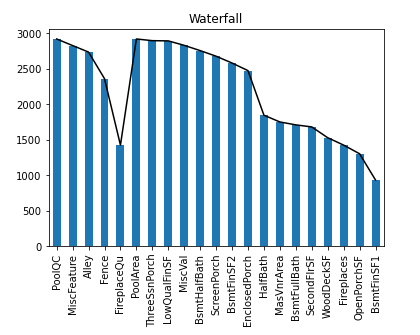 Waterfall
3000
2500
2000
1500
1000
500
0
PoolQC
MiscFeature
Alley
Fence
FireplaceQu
PoolArea
ThreeSsnPorch
LowQualFinSF
MiscVal
BsmtHalfBath
ScreenPorch
BsmtFinSF2
EnclosedPorch
HalfBath
MasVnrArea
BsmtFullBath
SecondFlrSF
WoodDeckSF
Fireplaces
OpenPorchSF
BsmtFinSF1